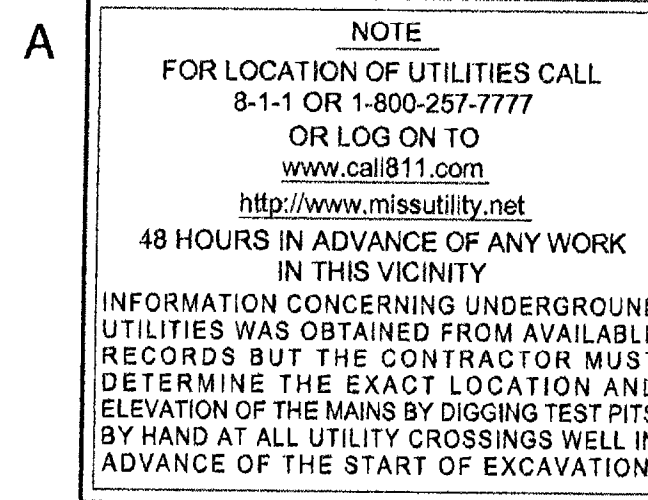 A
NOTE
FOR LOCATION OF UTILITIES CALL
8-1-1 OR 1-800-257-7777
OR LOG ON TO
www.call811.com
http://www.missutility.net
48 HOURS IN ADVANCE OF ANY WORK
IN THIS VICINITY
INFORMATION CONCERNING UNDERGROUND
UTILITIES WAS OBTAINED FROM AVAILABLE
RECORDS BUT THE CONTRACTOR MUST
DETERMINE THE EXACT LOCATION AND
ELEVATION OF THE MAINS BY DIGGING TEST PITS
BY HAND AT ALL UTILITY CROSSINGS WELL IN
ADVANCE OF THE START OF EXCAVATION